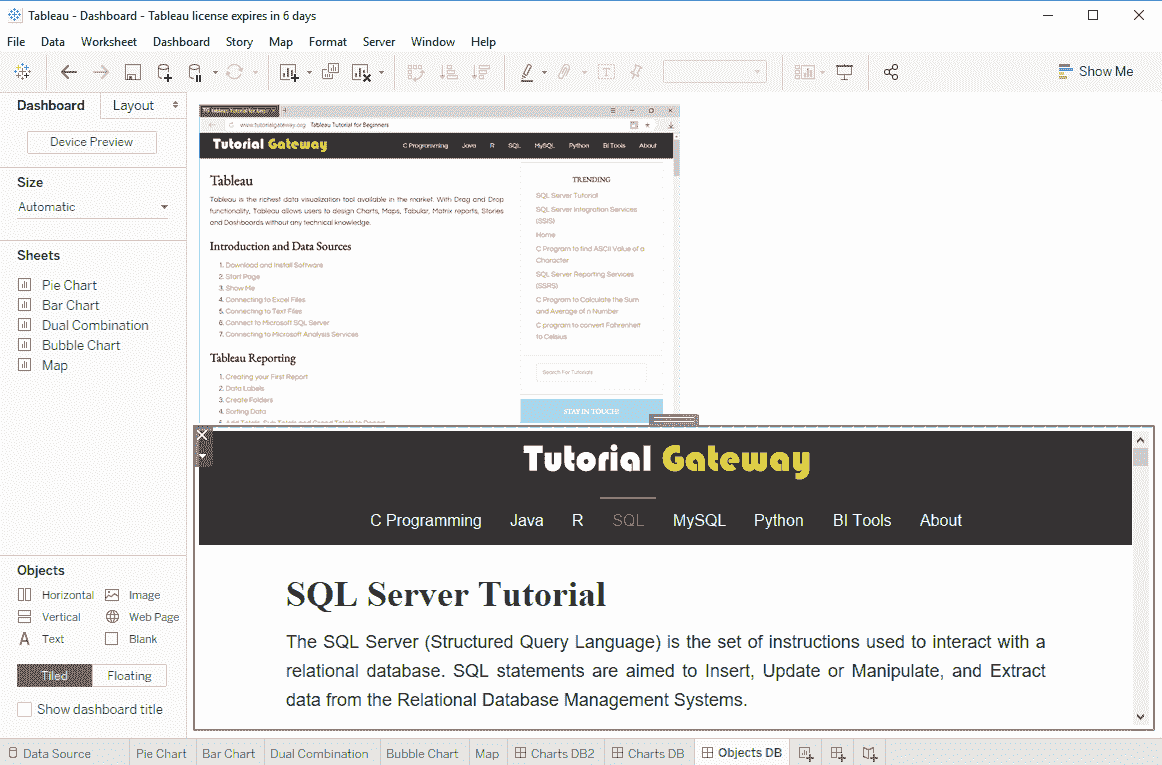 Tableau - Dashboard - Tableau license expires in 6 days
File Data Worksheet Dashboard Story Map Format Server Window Help
Show Me
Dashboard Layout
Device Preview
Size
Automatic
Sheets
Pie Chart
Bar Chart
Dual Combination
Bubble Chart
Map
Objects
Horizontal Image
Vertical Web Page
Text Blank
Tiled Floating
Show dashboard title
www.tutorialgateway.org Tableau Tutorial for Beginners
Tutorial Gateway
C Programming Java R SQL MySQL Python BI Tools About
Tableau
Tableau is the richest data visualization tool available in the market. With Drag and Drop
functionality, Tableau allows users to design Charts, Maps, Tabular, Matrix reports, Stories
and Dashboards without any technical knowledge.
Introduction and Data Sources
1. Download and Install Software
2. Start Page
3. Show Me
4. Connecting to Excel Files
5. Connecting to Text Files
6. Connect to Microsoft SQL Server
7. Connecting to Microsoft Analysis Services
Tableau Reporting
1. Creating your First Report
2. Data Labels
3. Create Folders
4. Sorting Data
TRENDING
SQL Server Tutorial
SQL Server Integration Services
(SSIS)
Home
C Program to find ASCII Value of a
Character
SQL Server Reporting Services
(SSRS)
C Program to Calculate the Sum
and Average of n Number
C program to convert Fahrenheit
to Celsius
Search For Tutorials
STAY IN TOUCH!
Tutorial Gateway
C Programming Java R SQL MySQL Python BI Tools About
SQL Server Tutorial
The SQL Server (Structured Query Language) is the set of instructions used to interact with a
relational database. SQL statements are aimed to Insert, Update or Manipulate, and Extract
data from the Relational Database Management Systems.
Data Source Pie Chart Bar Chart Dual Combination Bubble Chart Map Charts DB2 Charts DB Objects DB